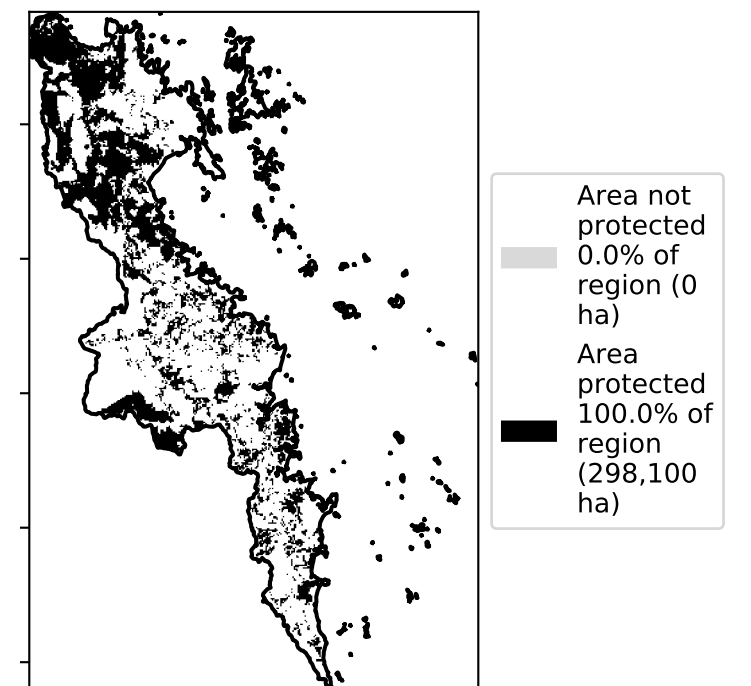 Area not
protected
0.0% of
region (0
ha)
Area
protected
100.0% of
region
(298,100
ha)